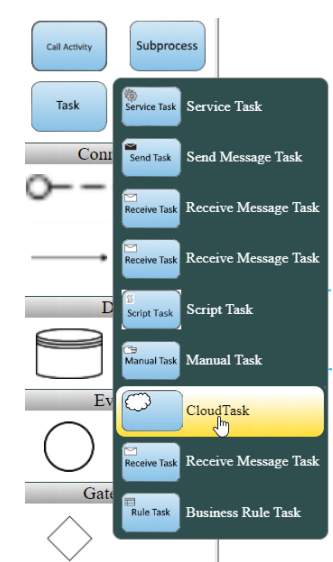 Call Activity
Subprocess
Task
Service Task Service Task
Conn
Send Task Send Message Task
Receive Task Receive Message Task
Receive Task Receive Message Task
D
Script Task Script Task
Manual Task Manual Task
Ev
CloudTask
Receive Task Receive Message Task
Gate
Rule Task Business Rule Task